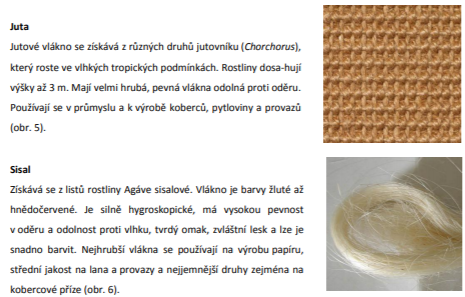 Juta
Jutové vlákno se získává z různých druhů jutovníku (Chorchorus),
který roste ve vlhkých tropických podmínkách. Rostliny dosa-hují
výšky až 3 m. Mají velmi hrubá, pevná vlákna odolná proti oděru.
Používají se v průmyslu a k výrobě koberců, pytloviny a provazů
(obr. 5).
Sisal
Získává se z listů rostliny Agáve sisalové. Vlákno je barvy žluté až
hnědočervené. Je silně hygroskopické, má vysokou pevnost
v oděru a odolnost proti vlhku, tvrdý omak, zvláštní lesk a lze je
snadno barvit. Nejhrubší vlákna se používají na výrobu papíru,
střední jakost na lana a provazy a nejjemnější druhy zejména na
kobercové příze (obr. 6).